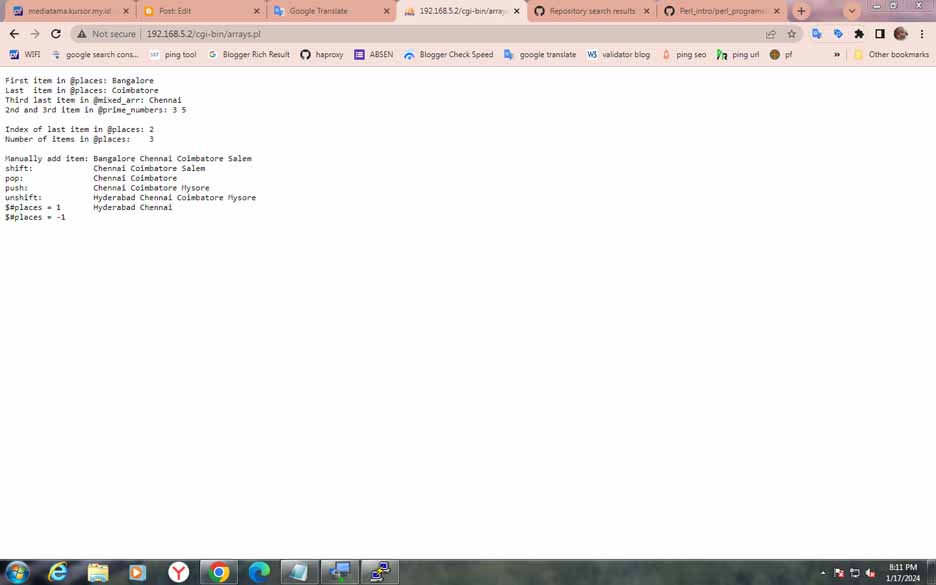 mediatama.kursor.my.id
Post: Edit
Google Translate
192.168.5.2/cgi-bin/array
Repository search results
Perl_intro/perl_program
Not secure
192.168.5.2/cgi-bin/arrays.pl
WIFI
google search cons...
ping tool
Blogger Rich Result
haproxy
ABSEN
Blogger Check Speed
google translate
validator blog
ping seo
ping url
pf
»
Other bookmarks
First item in @places: Bangalore
Last  item in @places: Coimbatore
Third last item in @mixed_arr: Chennai
2nd and 3rd item in @prime_numbers: 3 5
Index of last item in @places: 2
Number of items in @places:    3
Manually add item: Bangalore Chennai Coimbatore Salem
shift:             Chennai Coimbatore Salem
pop:               Chennai Coimbatore
push:              Chennai Coimbatore Mysore
unshift:           Hyderabad Chennai Coimbatore Mysore
$#places = 1       Hyderabad Chennai
$#places = -1
8:11 PM
1/17/2024